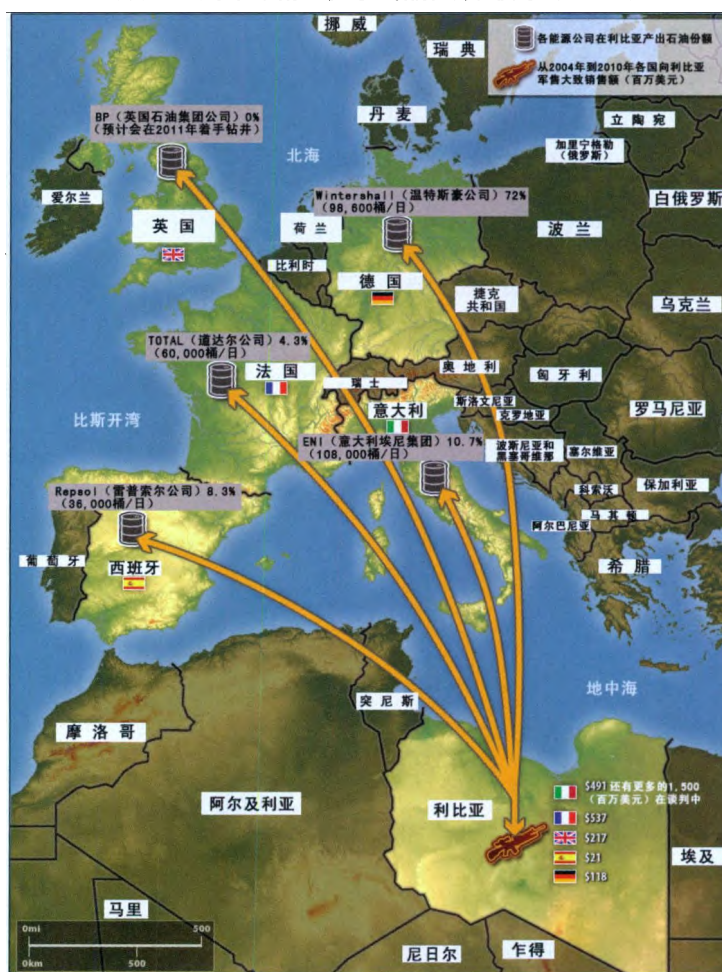 挪威
瑞典
各能源公司在利比亚产出石油份额
从2004年到2010年各国向利比亚
军售大致销售额（百万美元）
BP（英国石油集团公司）0%
（预计会在2011年着手钻井）
丹麦
立陶宛
北海
加里宁格勒
（俄罗斯）
爱尔兰
Wintershall（温特斯豪公司）72%
（98,600桶/日）
白俄罗斯
英国
荷兰
波兰
比利时
德国
捷克
共和国
乌克兰
TOTAL（道达尔公司）4.3%
（60,000桶/日）
法国
奥地利
匈牙利
瑞士
斯洛文尼亚
意大利
克罗地亚
罗马尼亚
比斯开湾
ENI（意大利埃尼集团）10.7%
（108,000桶/日）
波斯尼亚和
黑塞哥维那
塞尔维亚
Repsol（雷普索尔公司）8.3%
（36,000桶/日）
科索沃
保加利亚
马其顿
阿尔巴尼亚
葡萄牙
西班牙
希腊
地中海
突尼斯
摩洛哥
阿尔及利亚
利比亚
$491 还有更多的1,500
（百万美元）在谈判中
$537
$217
$21
$118
埃及
马里
0mi 500
0km 500
尼日尔
乍得